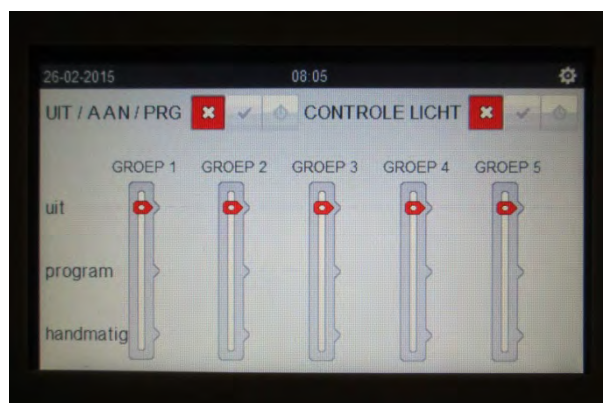 26-02-2015 08:05
UIT / AAN / PRG CONTROLE LICHT
GROEP 1 GROEP 2 GROEP 3 GROEP 4 GROEP 5
uit
program
handmatig